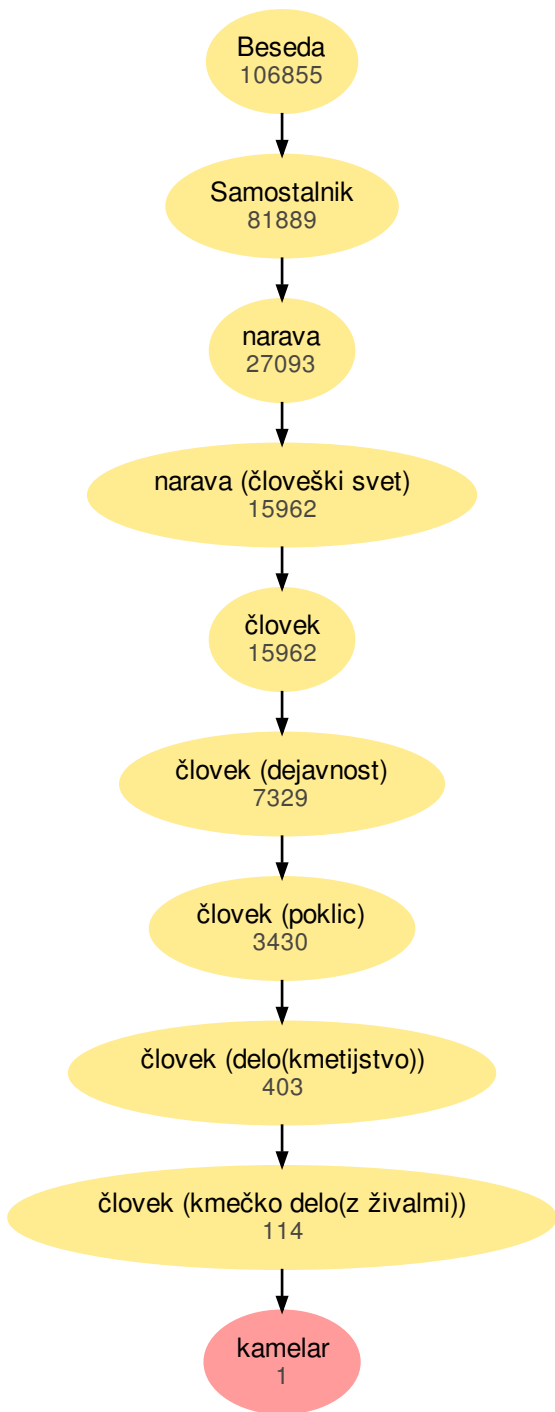 Beseda
106855
Samostalnik
81889
narava
27093
narava (človeški svet)
15962
človek
15962
človek (dejavnost)
7329
človek (poklic)
3430
človek (delo(kmetijstvo))
403
človek (kmečko delo(z živalmi))
114
kamelar
1